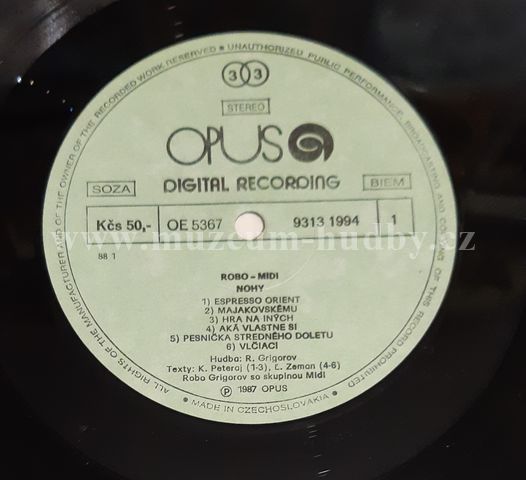 ALL RIGHTS OF THE MANUFACTURER AND OF THE OWNER OF THE RECORDED WORK RESERVED • UNAUTHORIZED PUBLIC PERFORMANCE, BROADCASTING AND COPYING OF THIS RECORD PROHIBITED
33
STEREO
OPUS
SOZA DIGITAL RECORDING BIEM
Kčs 50,- OE 5367 9313 1994 1
www.muzeum-hudby.cz
88 1
ROBO – MIDI
NOHY
1) ESPRESSO ORIENT
2) MAJAKOVSKÉMU
3) HRA NA INÝCH
4) AKÁ VLASTNE SI
5) PESNIČKA STREDNÉHO DOLETU
6) VLČIACI
Hudba: R. Grigorov
Texty: K. Peteraj (1-3), Ľ. Zeman (4-6)
Robo Grigorov so skupinou Midi
Ⓟ 1987 OPUS
• MADE IN CZECHOSLOVAKIA •